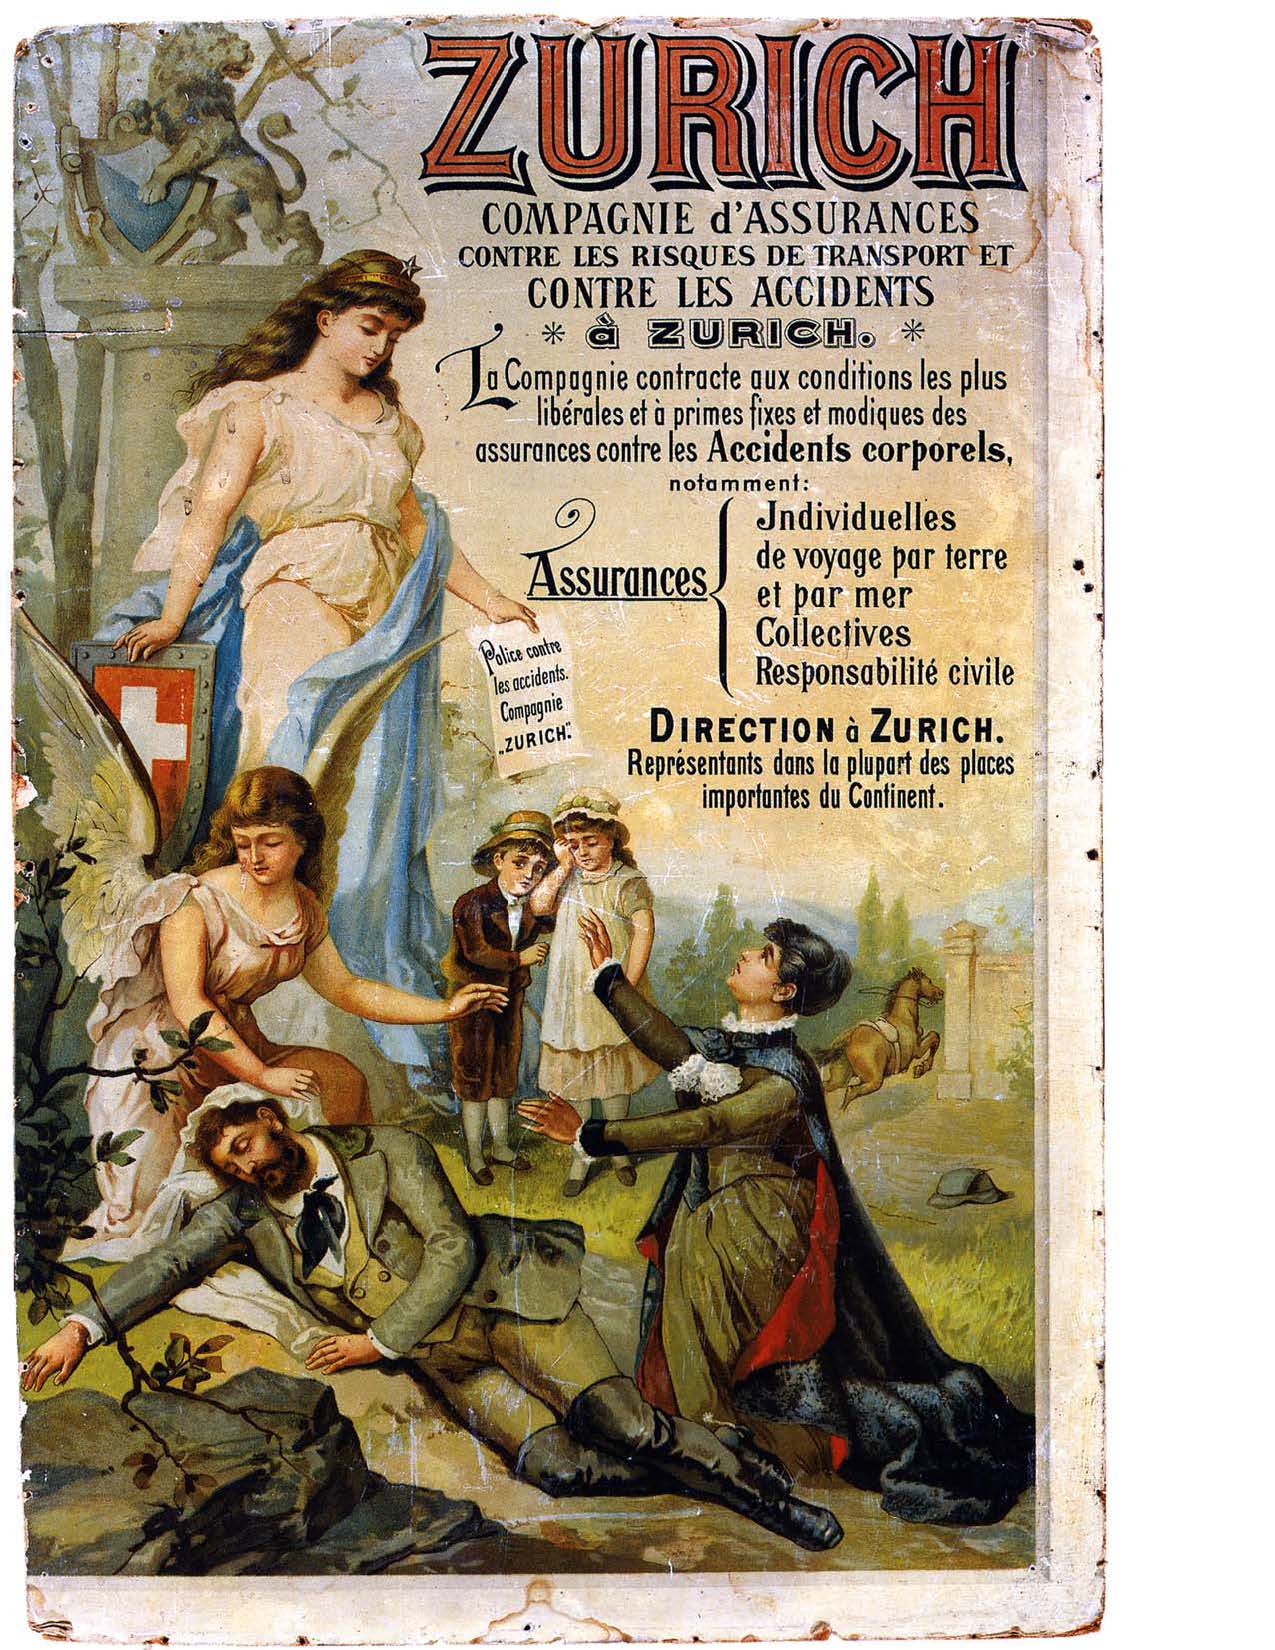 ZURICH
COMPAGNIE d'ASSURANCES
CONTRE LES RISQUES DE TRANSPORT ET
CONTRE LES ACCIDENTS
* à ZURICH. *
La Compagnie contracte aux conditions les plus
libérales et à primes fixes et modiques des
assurances contre les Accidents corporels,
notamment:
Assurances
Individuelles
de voyage par terre
et par mer
Collectives
Responsabilité civile
Police contre
les accidents.
Compagnie
„ZURICH."
DIRECTION à ZURICH.
Représentants dans la plupart des places
importantes du Continent.